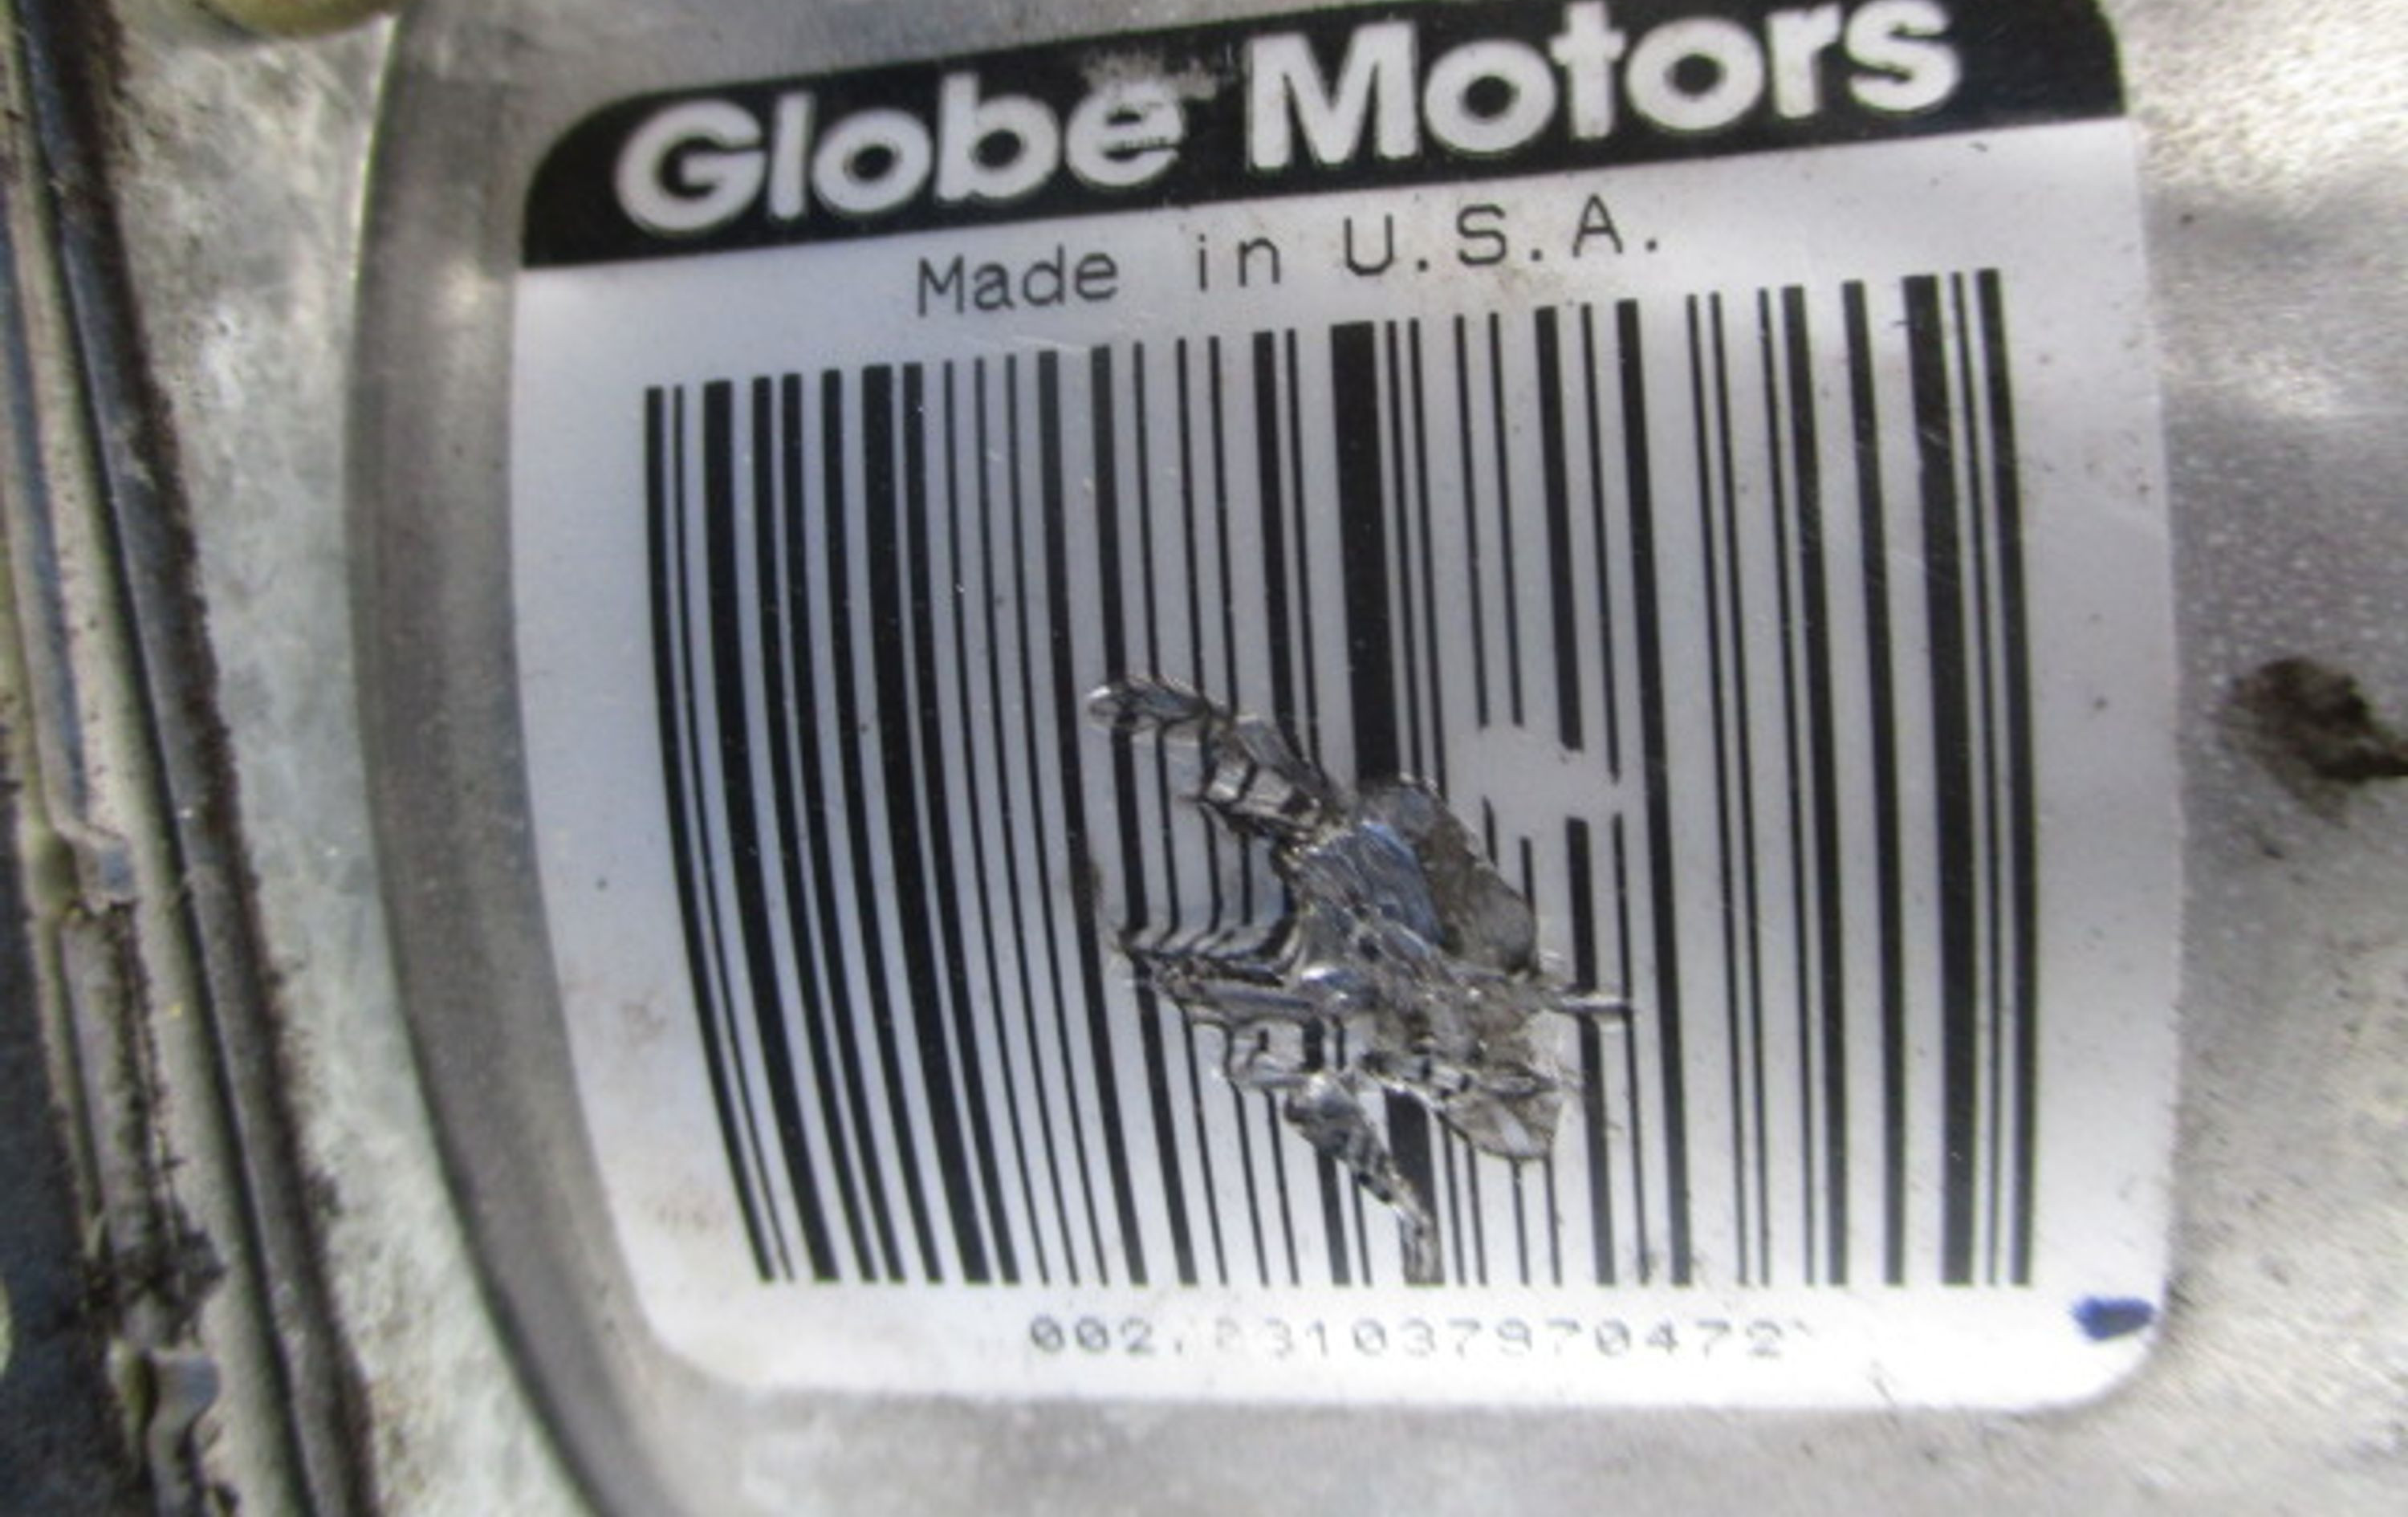 Globe Motors
Made in U.S.A.